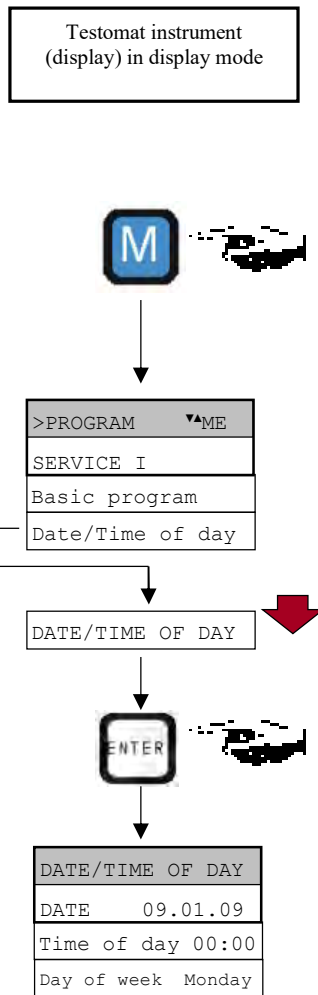 Testomat instrument
(display) in display mode
M
>PROGRAM ▼▲ME
SERVICE I
Basic program
Date/Time of day
DATE/TIME OF DAY
ENTER
DATE/TIME OF DAY
DATE 09.01.09
Time of day 00:00
Day of week Monday